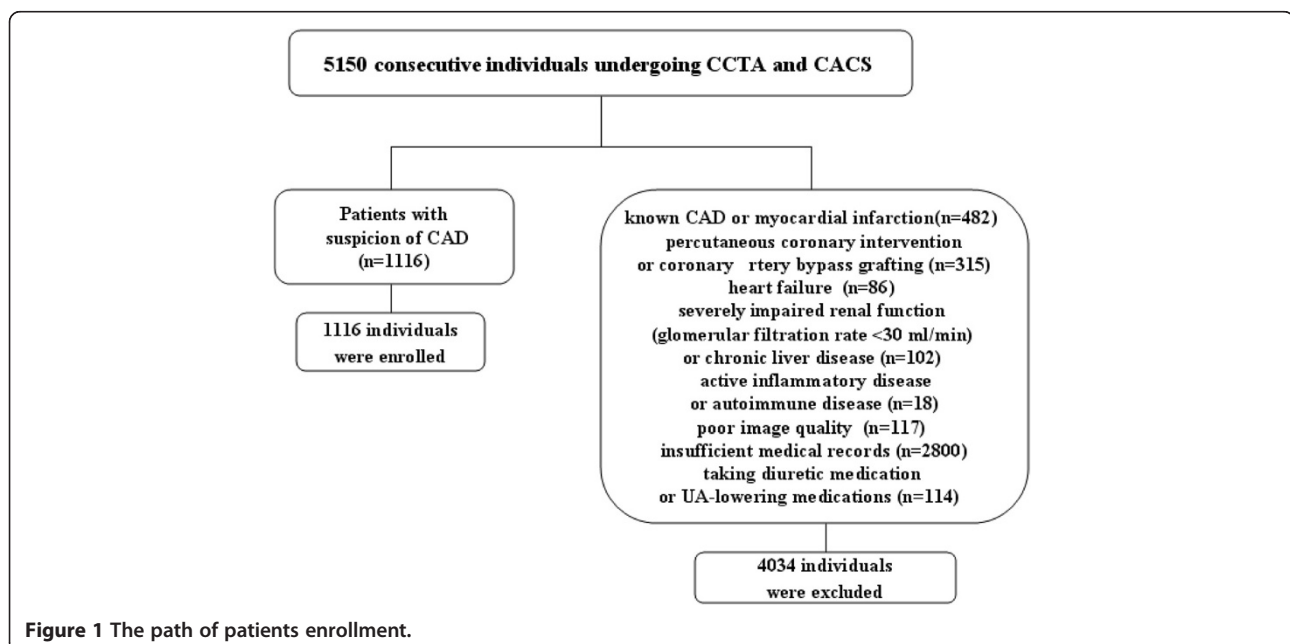 5150 consecutive individuals undergoing CCTA and CACS
Patients with
suspicion of CAD
(n=1116)
1116 individuals
were enrolled
known CAD or myocardial infarction(n=482)
percutaneous coronary intervention
or coronary rtery bypass grafting (n=315)
heart failure (n=86)
severely impaired renal function
(glomerular filtration rate <30 ml/min)
or chronic liver disease (n=102)
active inflammatory disease
or autoimmune disease (n=18)
poor image quality (n=117)
insufficient medical records (n=2800)
taking diuretic medication
or UA-lowering medications (n=114)
4034 individuals
were excluded
Figure 1 The path of patients enrollment.